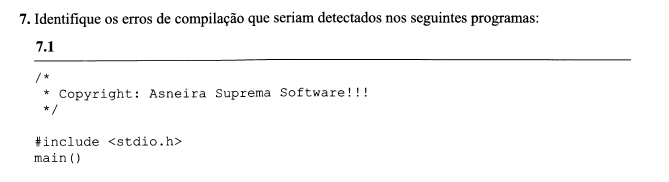 7. Identifique os erros de compilação que seriam detectados nos seguintes programas:
7.1
/*
 * Copyright: Asneira Suprema Software!!!
 */
#include <stdio.h>
main()